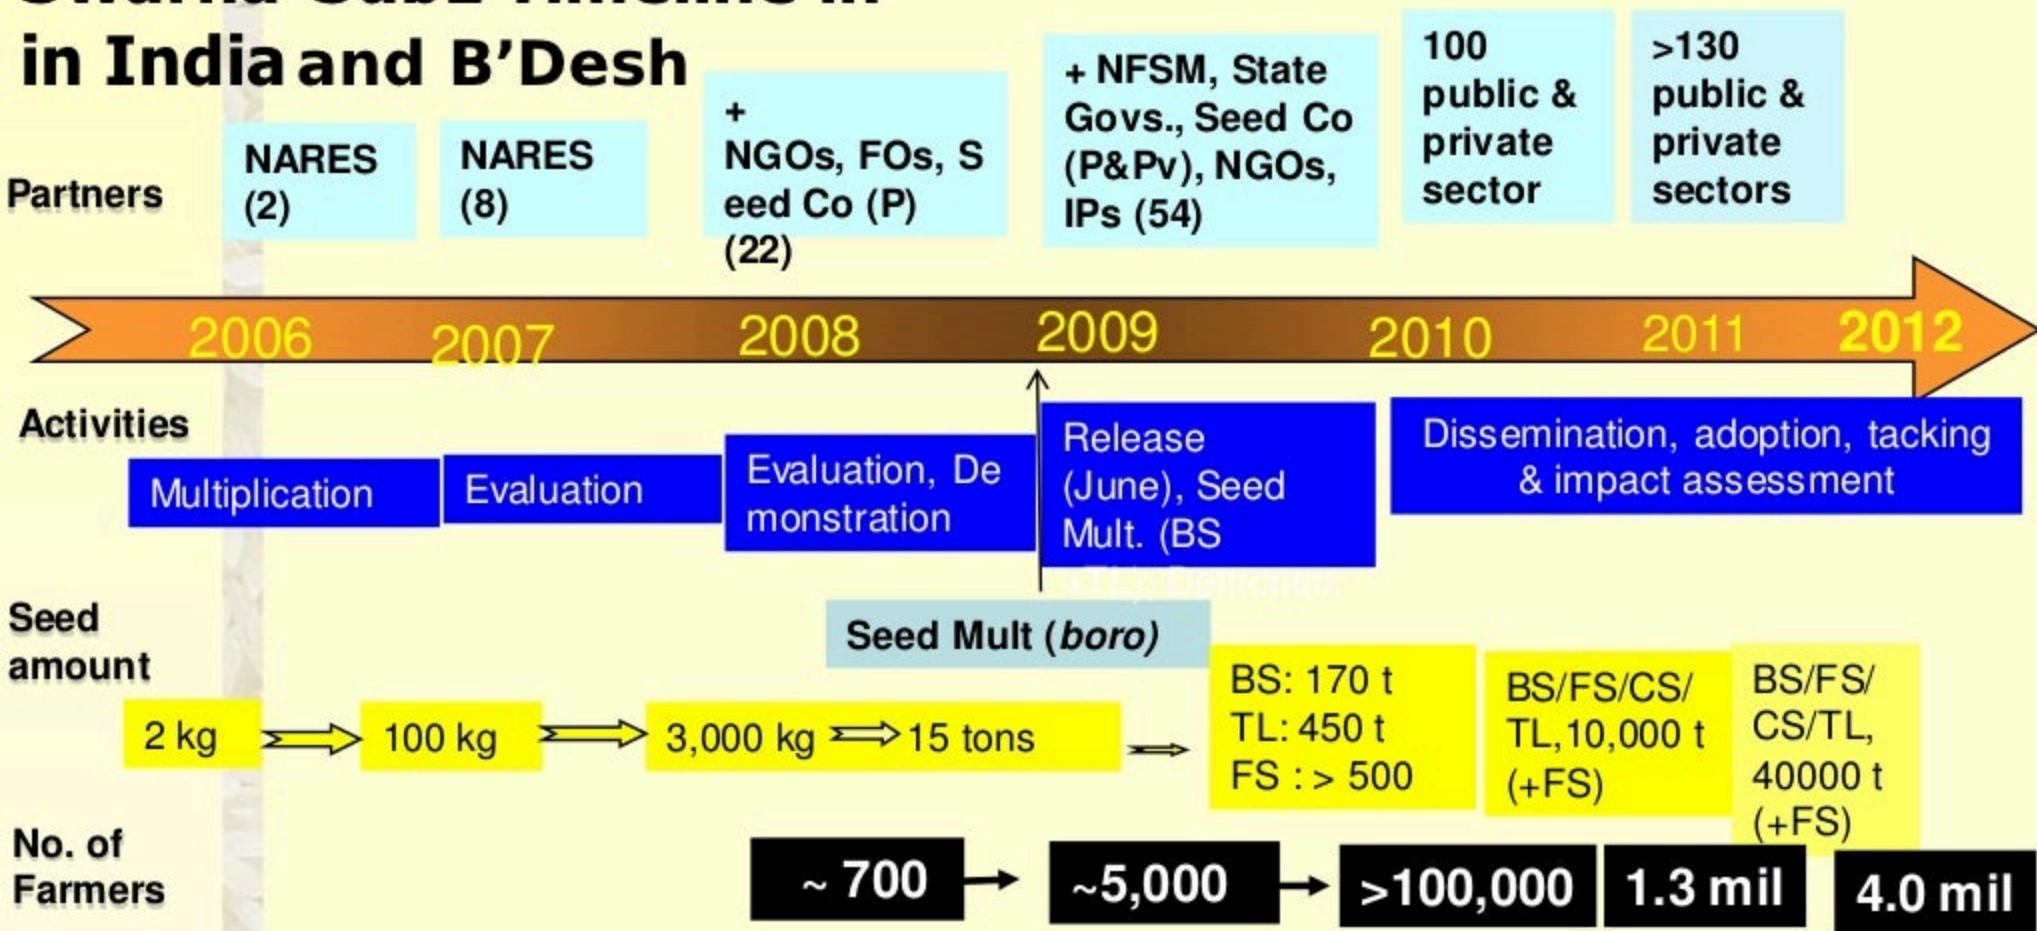 in India and B’Desh
Partners
NARES
(2)
NARES
(8)
+
NGOs, FOs, S
eed Co (P)
(22)
+ NFSM, State
Govs., Seed Co
(P&Pv), NGOs,
IPs (54)
100
public &
private
sector
>130
public &
private
sectors
2006
2007
2008
2009
2010
2011
2012
Activities
Multiplication
Evaluation
Evaluation, De
monstration
Release
(June), Seed
Mult. (BS
Dissemination, adoption, tacking
& impact assessment
Seed
amount
Seed Mult (boro)
2 kg
100 kg
3,000 kg
15 tons
BS: 170 t
TL: 450 t
FS : > 500
BS/FS/CS/
TL,10,000 t
(+FS)
BS/FS/
CS/TL,
40000 t
(+FS)
No. of
Farmers
~ 700
~5,000
>100,000
1.3 mil
4.0 mil